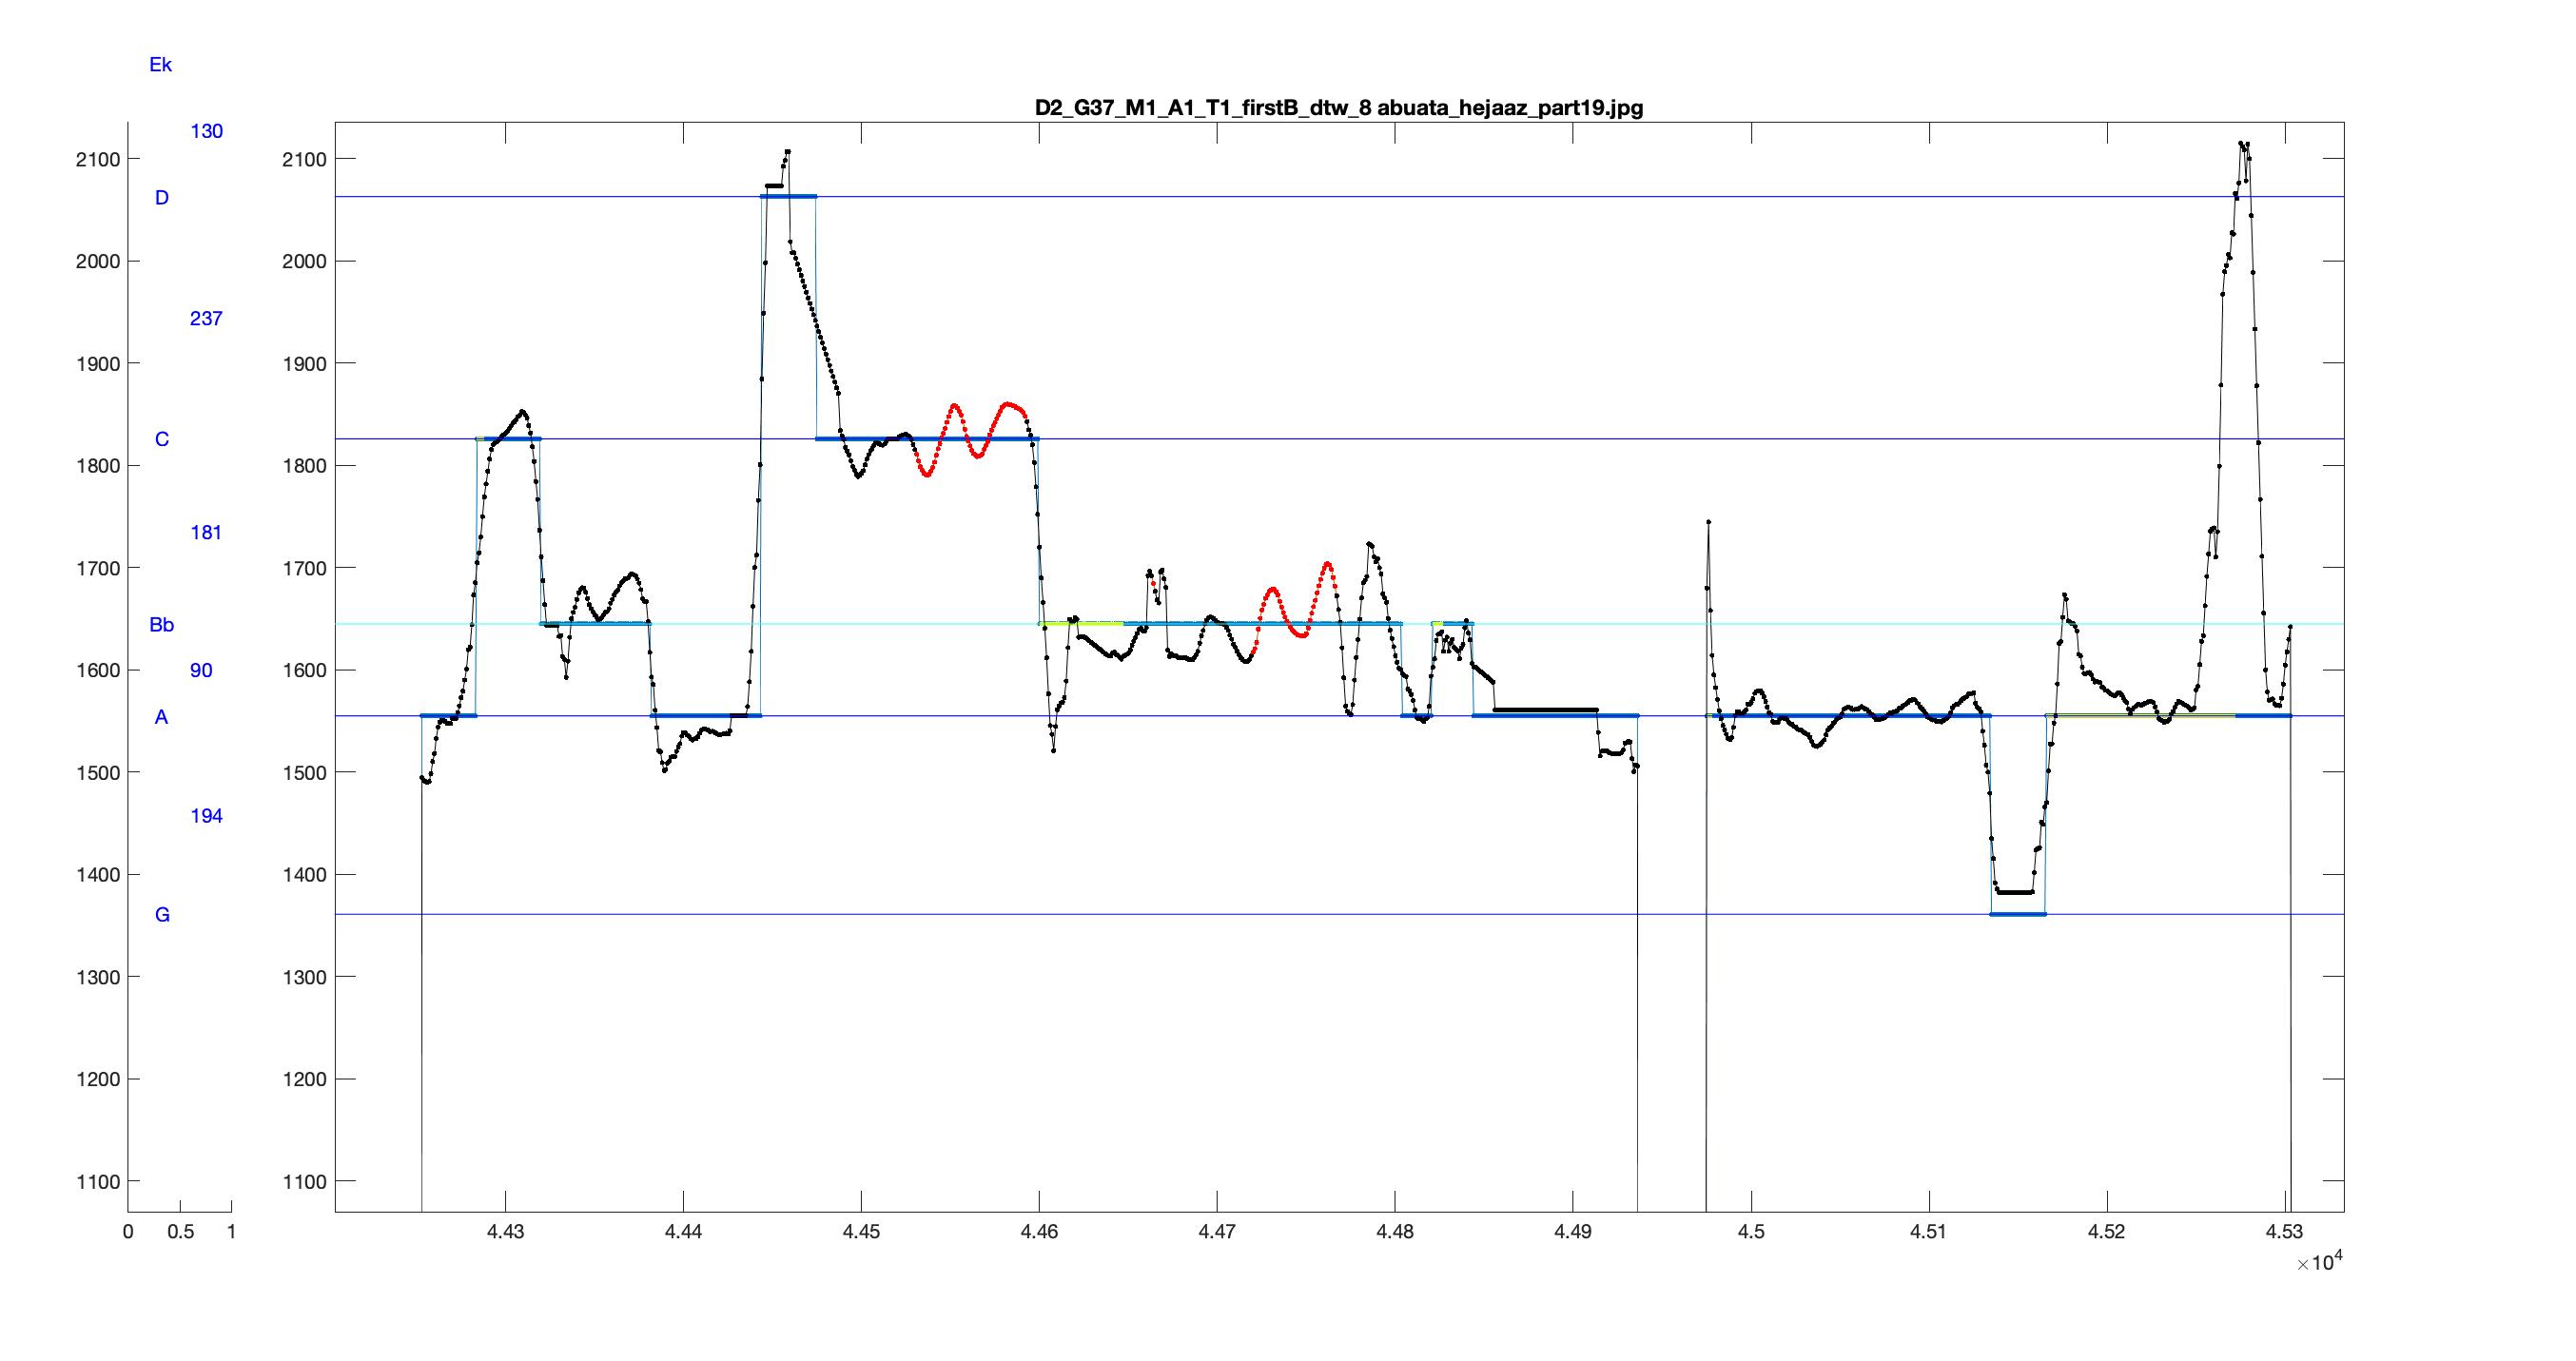 Ek
D2_G37_M1_A1_T1_firstB_dtw_8 abuata_hejaaz_part19.jpg
130
2100 2100
D
2000 2000
237
1900 1900
C
1800 1800
181
1700 1700
Bb
1600 90 1600
A
1500 1500
194
1400 1400
G
1300 1300
1200 1200
1100 1100
0 0.5 1 4.43 4.44 4.45 4.46 4.47 4.48 4.49 4.5 4.51 4.52 4.53
×10⁴